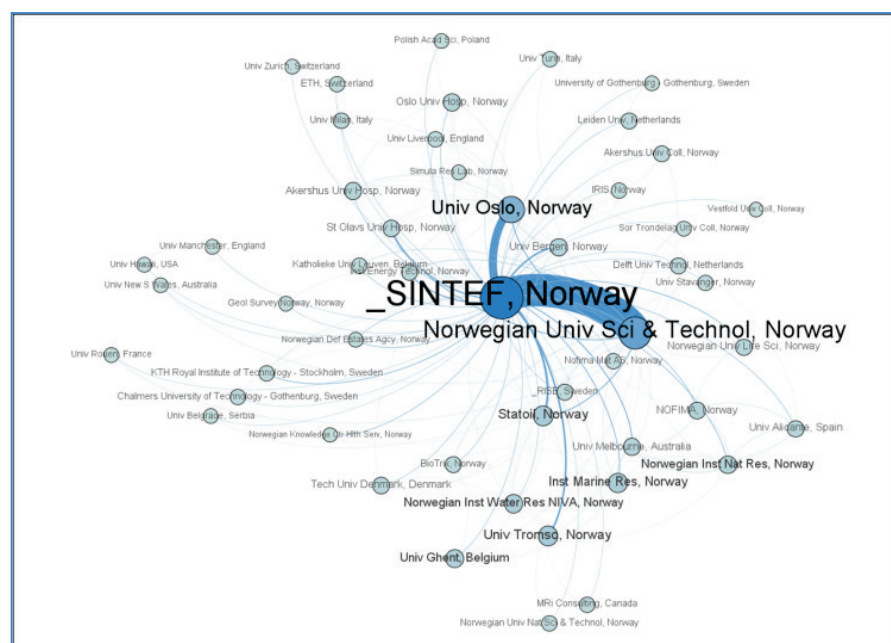 Polish Acad Sci, Poland
Univ Turin, Italy
Univ Zurich, Switzerland
ETH, Switzerland
University of Gothenburg - Gothenburg, Sweden
Oslo Univ Hosp, Norway
Univ Milan, Italy
Leiden Univ, Netherlands
Univ Liverpool, England
Akershus Univ Coll, Norway
Simula Res Lab, Norway
Akershus Univ Hosp, Norway
IRIS, Norway
Univ Oslo, Norway
Vestfold Univ Coll, Norway
St Olavs Univ Hosp, Norway
Sor Trondelag Univ Coll, Norway
Univ Manchester, England
Univ Bergen, Norway
Univ Hawaii, USA
Katholieke Univ Leuven, Belgium
Delft Univ Technol, Netherlands
Inst Energy Technol, Norway
Univ New S Wales, Australia
Univ Stavanger, Norway
_SINTEF, Norway
Geol Survey Norway, Norway
Norwegian Univ Sci & Technol, Norway
Norwegian Def Estates Agcy, Norway
Norwegian Univ Life Sci, Norway
Univ Rouen, France
Nofima Mat AS, Norway
KTH Royal Institute of Technology - Stockholm, Sweden
_RISE, Sweden
Chalmers University of Technology - Gothenburg, Sweden
NOFIMA, Norway
Univ Belgrade, Serbia
Statoil, Norway
Univ Alicante, Spain
Norwegian Knowledge Ctr Hlth Serv, Norway
Univ Melbourne, Australia
BioTrix, Norway
Norwegian Inst Nat Res, Norway
Tech Univ Denmark, Denmark
Inst Marine Res, Norway
Norwegian Inst Water Res NIVA, Norway
Univ Tromso, Norway
Univ Ghent, Belgium
MRi Consulting, Canada
Norwegian Univ Nat Sci & Technol, Norway